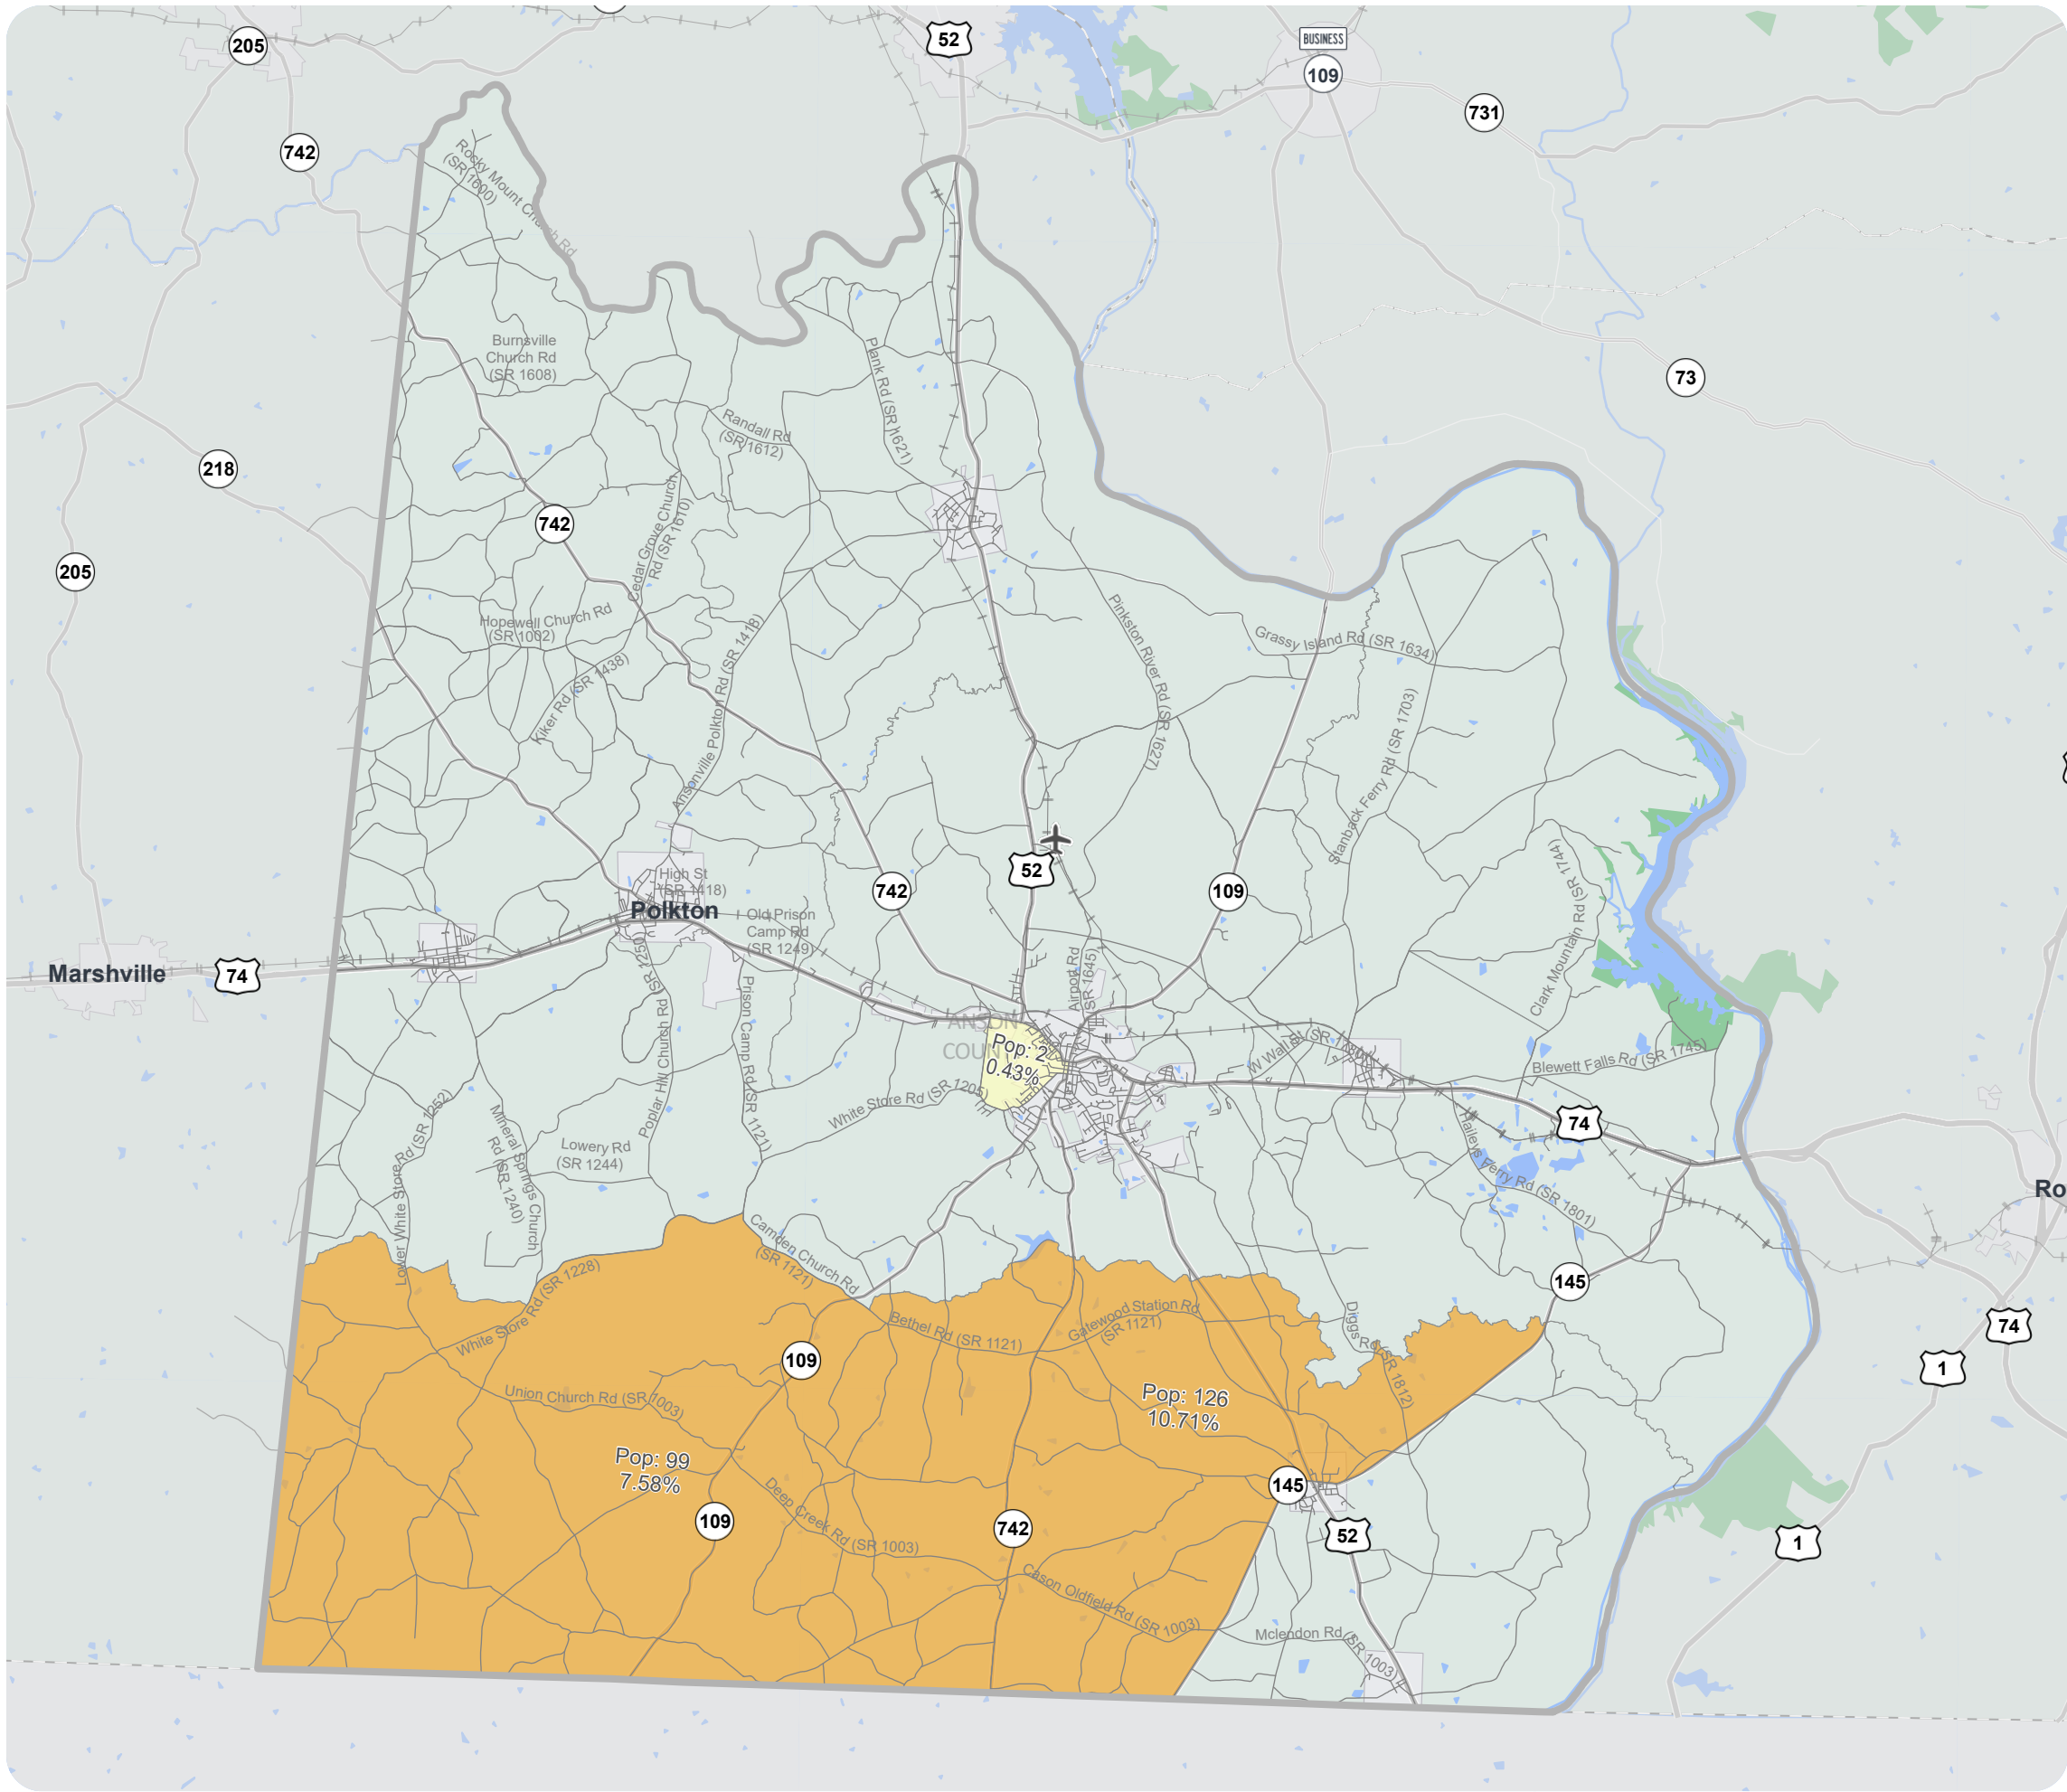 205
52
BUSINESS
109
731
742
Rocky Mount Church Rd
(SR 1600)
Burnsville
Church Rd
(SR 1608)
Plank Rd (SR 1621)
73
Randall Rd
(SR 1612)
218
742
Cedar Grove Church
Rd (SR 1610)
205
Hopewell Church Rd
(SR 1002)
Pinkston River Rd (SR 1627)
Grassy Island Rd (SR 1634)
Kiker Rd (SR 1438)
Ansonville Polkton Rd (SR 1418)
Stanback Ferry Rd (SR 1703)
High St
(SR 1418)
Polkton
742
52
109
Clark Mountain Rd (SR 1744)
Old Prison
Camp Rd
(SR 1249)
Marshville
74
Poplar Hill Church Rd (SR 1250)
Prison Camp Rd (SR 1121)
Airport Rd
(SR 1645)
ANSON
COUN
Pop: 2
0.43%
W Wall St (SR
Blewett Falls Rd (SR 1745)
White Store Rd (SR 1205)
74
Lower White Store Rd (SR 1252)
Mineral Springs Church
Rd (SR 1240)
Lowery Rd
(SR 1244)
Haileys Ferry Rd (SR 1801)
Ro
Camden Church Rd
(SR 1121)
White Store Rd (SR 1228)
145
Bethel Rd (SR 1121)
Gatewood Station Rd
(SR 1121)
Diggs Rd (SR 1812)
74
109
1
Union Church Rd (SR 1003)
Pop: 126
10.71%
Pop: 99
7.58%
145
109
Deep Creek Rd (SR 1003)
742
52
1
Cason Oldfield Rd (SR 1003)
Mclendon Rd (SR 1003)